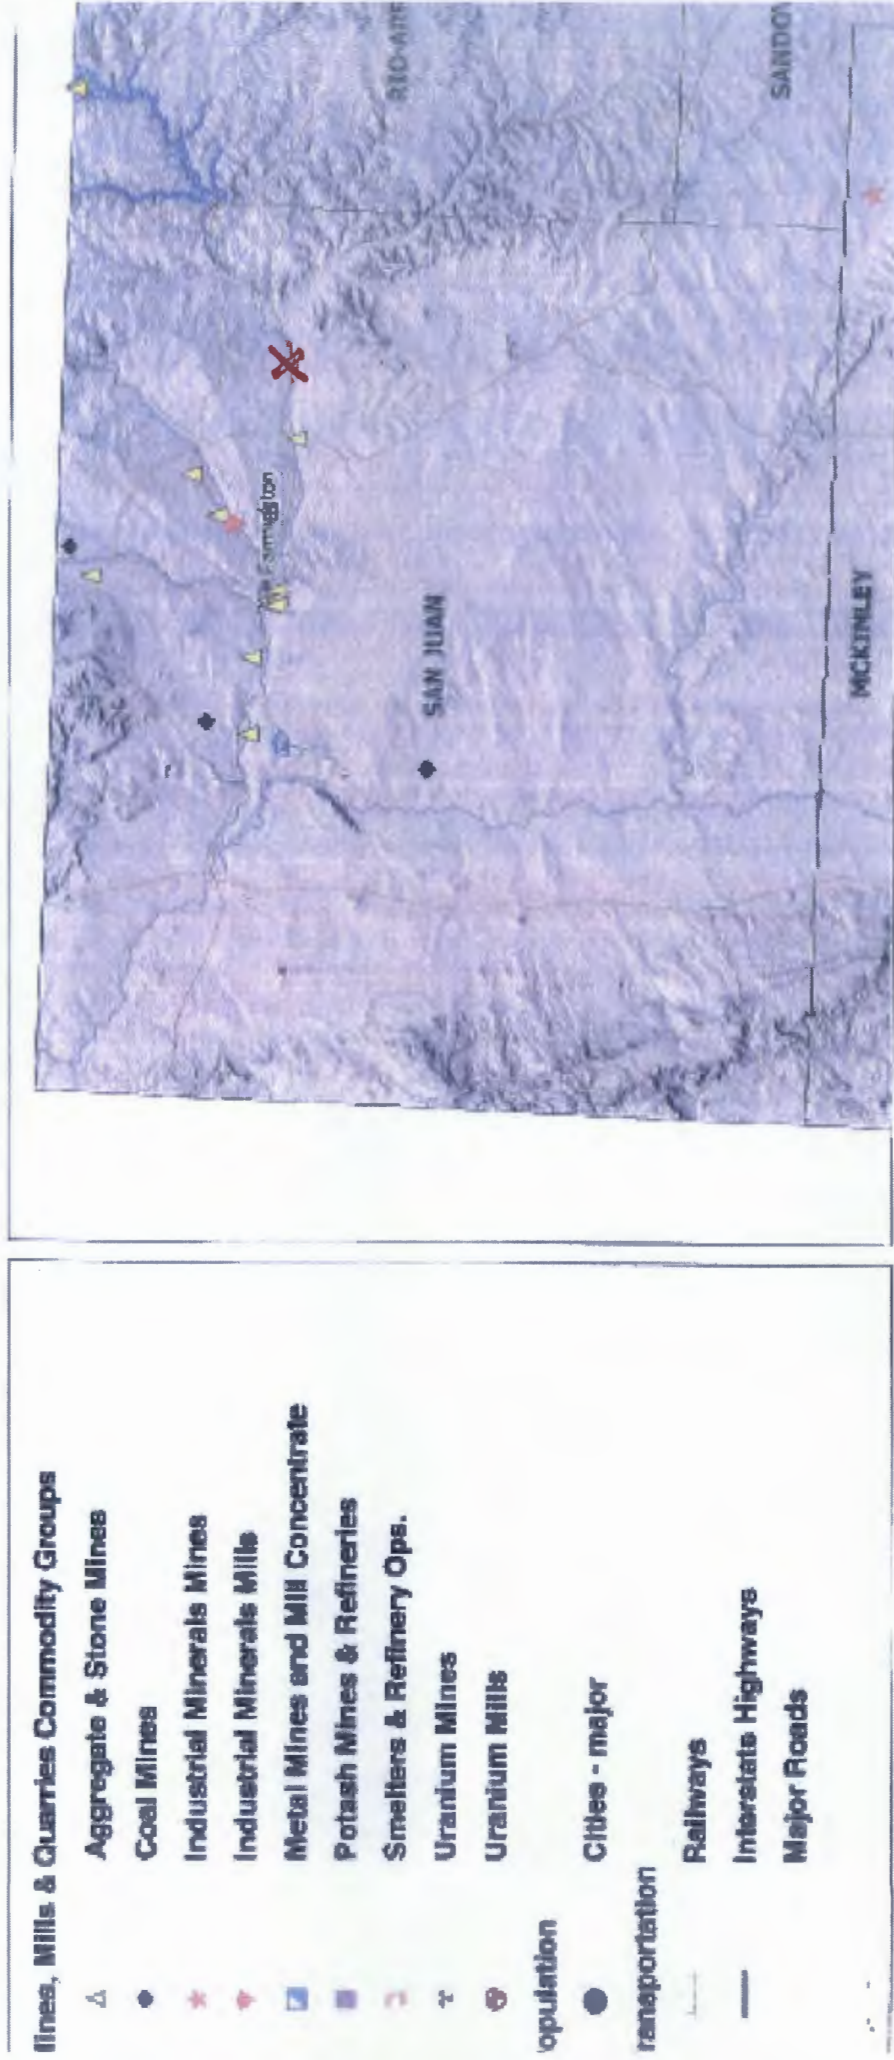 lines, Mills & Quarries Commodity Groups
Aggregate & Stone Mines
Coal Mines
Industrial Minerals Mines
Industrial Minerals Mills
Metal Mines and Mill Concentrate
Potash Mines & Refineries
Smelters & Refinery Ops.
Uranium Mines
Uranium Mills
opulation
Cities - major
ransportation
Railways
Interstate Highways
Major Roads
Farmington
SAN JUAN
MCKINLEY
RIO ARR
SANDOV